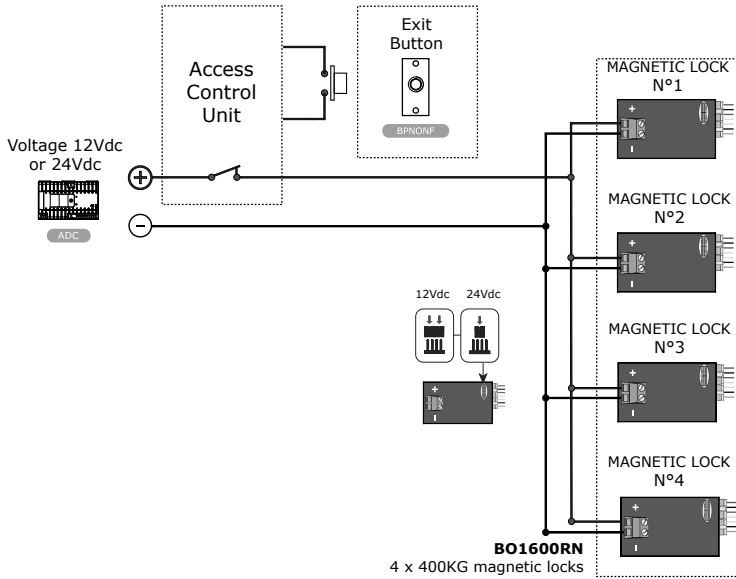 Access
Control
Unit
Exit
Button
BPNONF
Voltage 12Vdc
or 24Vdc
ADC
+
-
MAGNETIC LOCK
N°1
+
-
MAGNETIC LOCK
N°2
+
-
12Vdc
24Vdc
+
-
MAGNETIC LOCK
N°3
+
-
MAGNETIC LOCK
N°4
+
-
BO1600RN
4 x 400KG magnetic locks